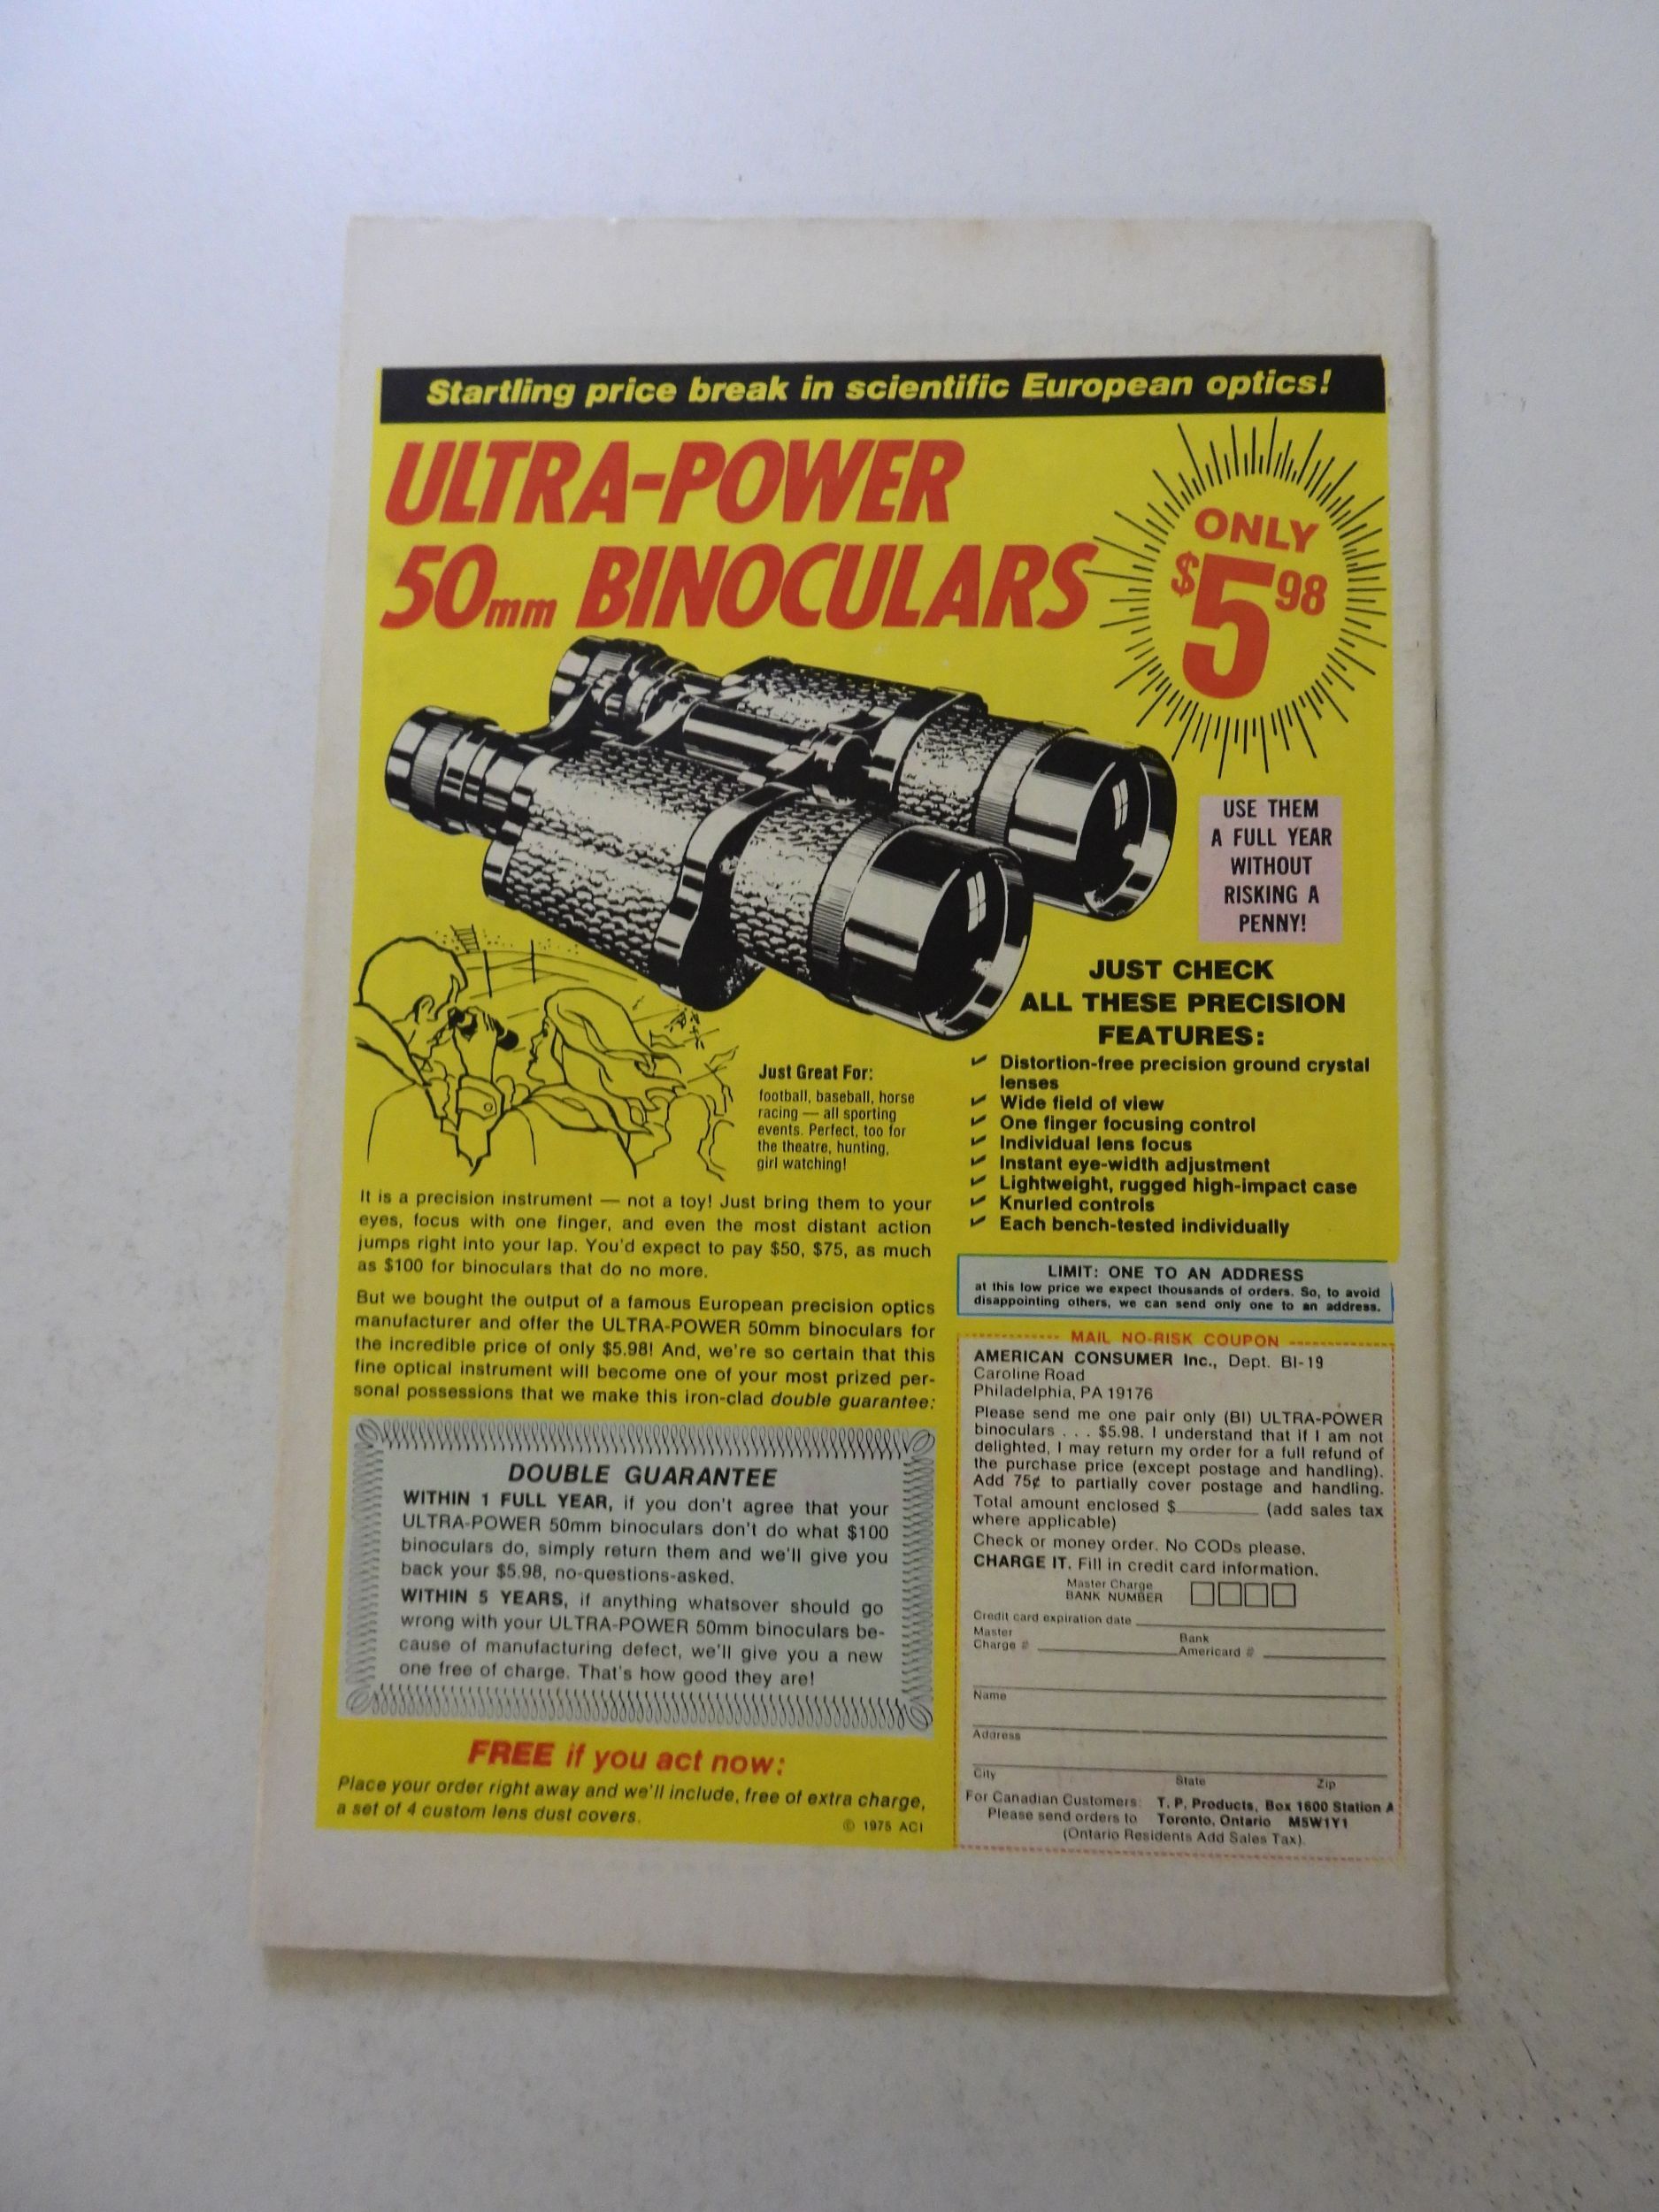 Startling price break in scientific European optics!
ULTRA-POWER
50mm BINOCULARS
ONLY
$5.98
USE THEM
A FULL YEAR
WITHOUT
RISKING A
PENNY!
JUST CHECK
ALL THESE PRECISION
FEATURES:
✔ Distortion-free precision ground crystal
lenses
✔ Wide field of view
✔ One finger focusing control
✔ Individual lens focus
✔ Instant eye-width adjustment
✔ Lightweight, rugged high-impact case
✔ Knurled controls
✔ Each bench-tested individually
Just Great For:
football, baseball, horse
racing — all sporting
events. Perfect, too for
the theatre, hunting,
girl watching!
It is a precision instrument — not a toy! Just bring them to your
eyes, focus with one finger, and even the most distant action
jumps right into your lap. You'd expect to pay $50, $75, as much
as $100 for binoculars that do no more.
But we bought the output of a famous European precision optics
manufacturer and offer the ULTRA-POWER 50mm binoculars for
the incredible price of only $5.98! And, we're so certain that this
fine optical instrument will become one of your most prized per-
sonal possessions that we make this iron-clad double guarantee:
DOUBLE GUARANTEE
WITHIN 1 FULL YEAR, if you don't agree that your
ULTRA-POWER 50mm binoculars don't do what $100
binoculars do, simply return them and we'll give you
back your $5.98, no-questions-asked.
WITHIN 5 YEARS, if anything whatsover should go
wrong with your ULTRA-POWER 50mm binoculars be-
cause of manufacturing defect, we'll give you a new
one free of charge. That's how good they are!
FREE if you act now:
Place your order right away and we'll include, free of extra charge,
a set of 4 custom lens dust covers.
© 1975 ACI
LIMIT: ONE TO AN ADDRESS
at this low price we expect thousands of orders. So, to avoid
disappointing others, we can send only one to an address.
MAIL NO-RISK COUPON
AMERICAN CONSUMER Inc., Dept. BI-19
Caroline Road
Philadelphia, PA 19176
Please send me one pair only (BI) ULTRA-POWER
binoculars . . . $5.98. I understand that if I am not
delighted, I may return my order for a full refund of
the purchase price (except postage and handling).
Add 75¢ to partially cover postage and handling.
Total amount enclosed $________ (add sales tax
where applicable)
Check or money order. No CODs please.
CHARGE IT. Fill in credit card information.
Master Charge
BANK NUMBER
Credit card expiration date
Master
Charge #
Bank
Americard #
Name
Address
City State Zip
For Canadian Customers: T. P. Products, Box 1600 Station A
Please send orders to Toronto, Ontario M5W1Y1
(Ontario Residents Add Sales Tax).